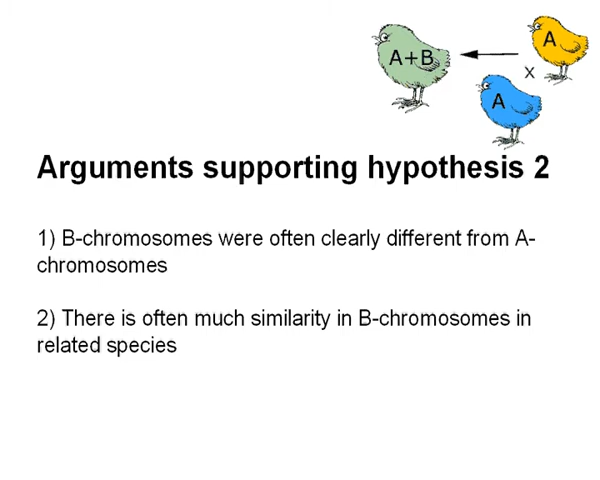 A
A+B
x
A
Arguments supporting hypothesis 2
1) B-chromosomes were often clearly different from A-
chromosomes
2) There is often much similarity in B-chromosomes in
related species